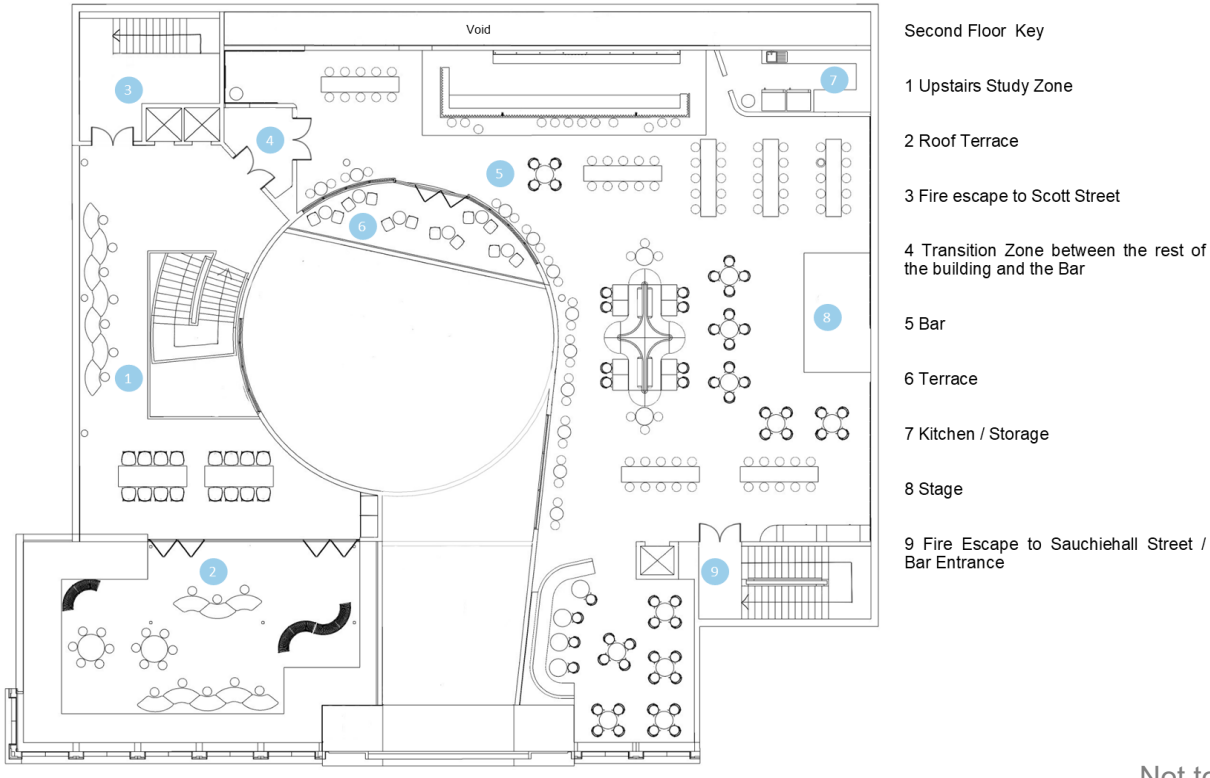 Void
Second Floor Key
1 Upstairs Study Zone
2 Roof Terrace
3 Fire escape to Scott Street
4 Transition Zone between the rest of
the building and the Bar
5 Bar
6 Terrace
7 Kitchen / Storage
8 Stage
9 Fire Escape to Sauchiehall Street /
Bar Entrance
3
7
4
5
6
8
1
2
9
Not to